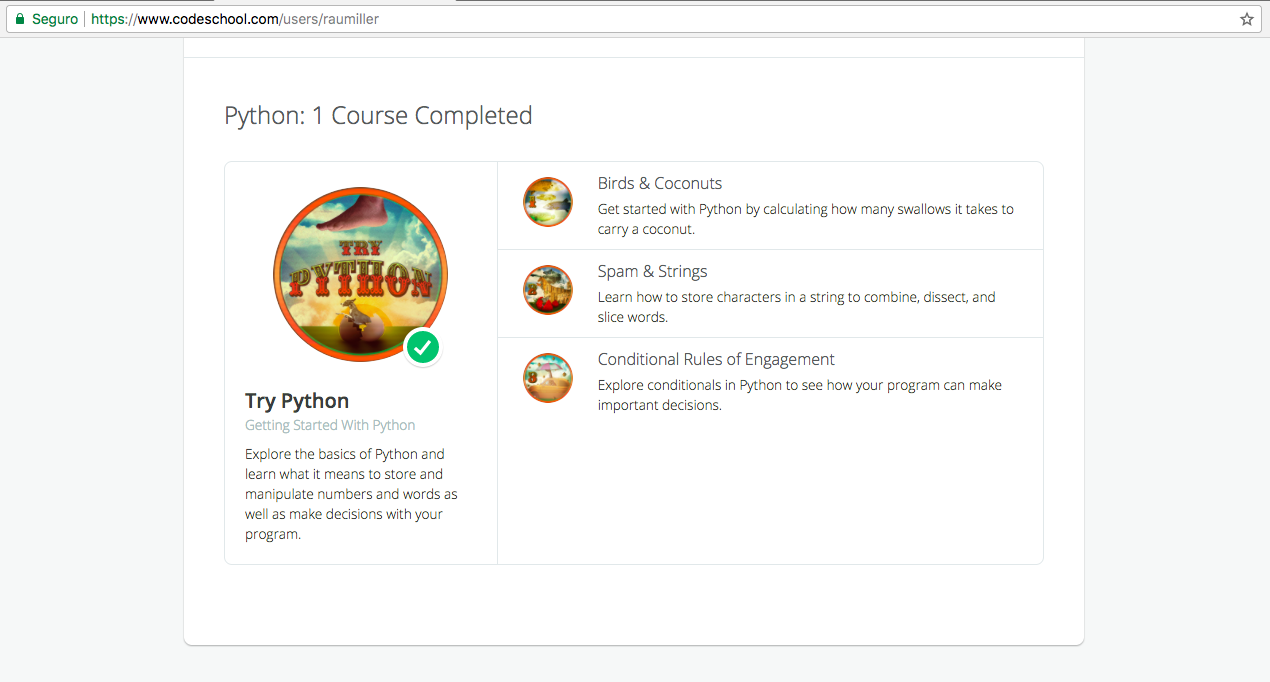 Seguro https://www.codeschool.com/users/raumiller
Python: 1 Course Completed
TRY
PYTHON
Try Python
Getting Started With Python
Explore the basics of Python and
learn what it means to store and
manipulate numbers and words as
well as make decisions with your
program.
1
Birds & Coconuts
Get started with Python by calculating how many swallows it takes to
carry a coconut.
2
Spam & Strings
Learn how to store characters in a string to combine, dissect, and
slice words.
3
Conditional Rules of Engagement
Explore conditionals in Python to see how your program can make
important decisions.